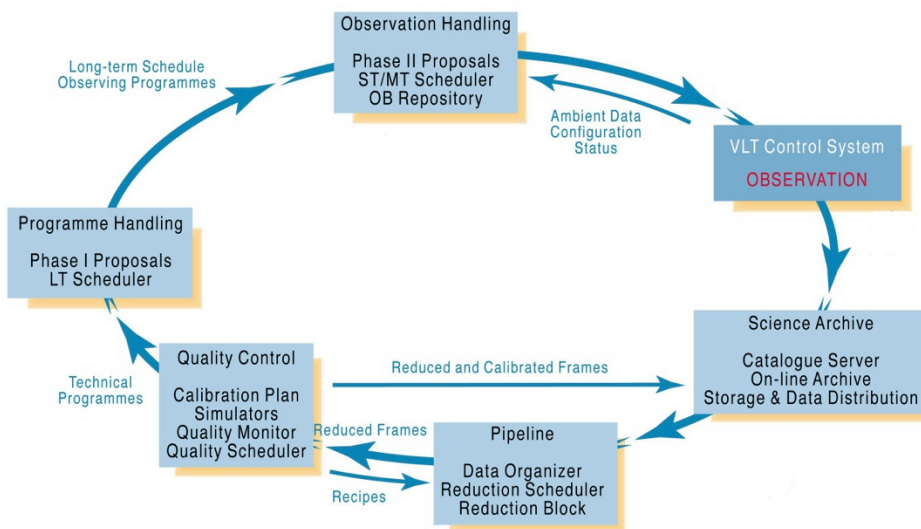 Observation Handling
Phase II Proposals
ST/MT Scheduler
OB Repository
Long-term Schedule
Observing Programmes
Ambient Data
Configuration
Status
VLT Control System
OBSERVATION
Programme Handling
Phase I Proposals
LT Scheduler
Science Archive
Catalogue Server
On-line Archive
Storage & Data Distribution
Quality Control
Calibration Plan
Simulators
Quality Monitor
Quality Scheduler
Reduced and Calibrated Frames
Technical
Programmes
Reduced Frames
Pipeline
Data Organizer
Reduction Scheduler
Reduction Block
Recipes